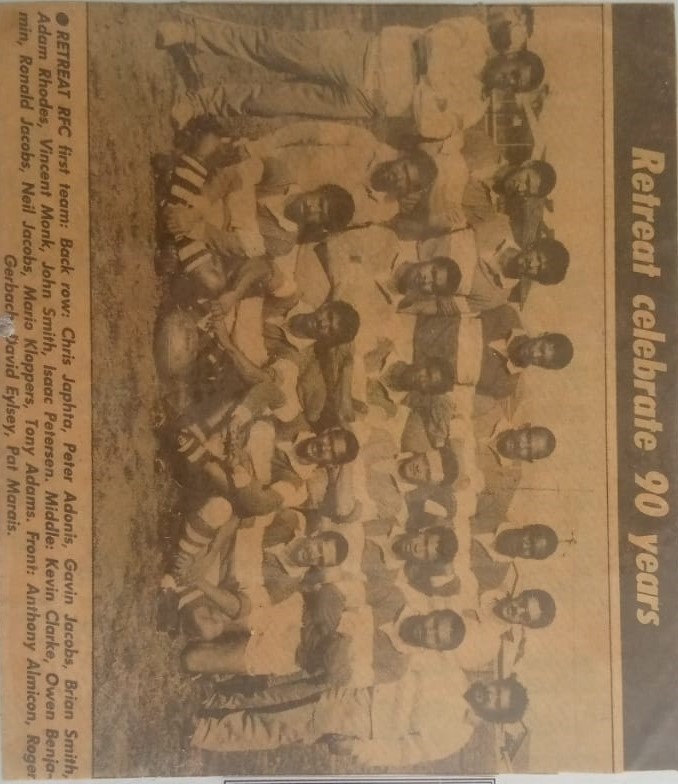 Retreat celebrate 90 years
● RETREAT RFC first team: Back row: Chris Japhta, Peter Adonis, Gavin Jacobs, Brian Smith,
Adam Rhodes, Vincent Monk, John Smith, Isaac Petersen. Middle: Kevin Clarke, Owen Benja-
min, Ronald Jacobs, Neil Jacobs, Mario Kloppers, Tony Adams. Front: Anthony Almicon, Roger
Gerbach, David Eylsey, Pat Marais.